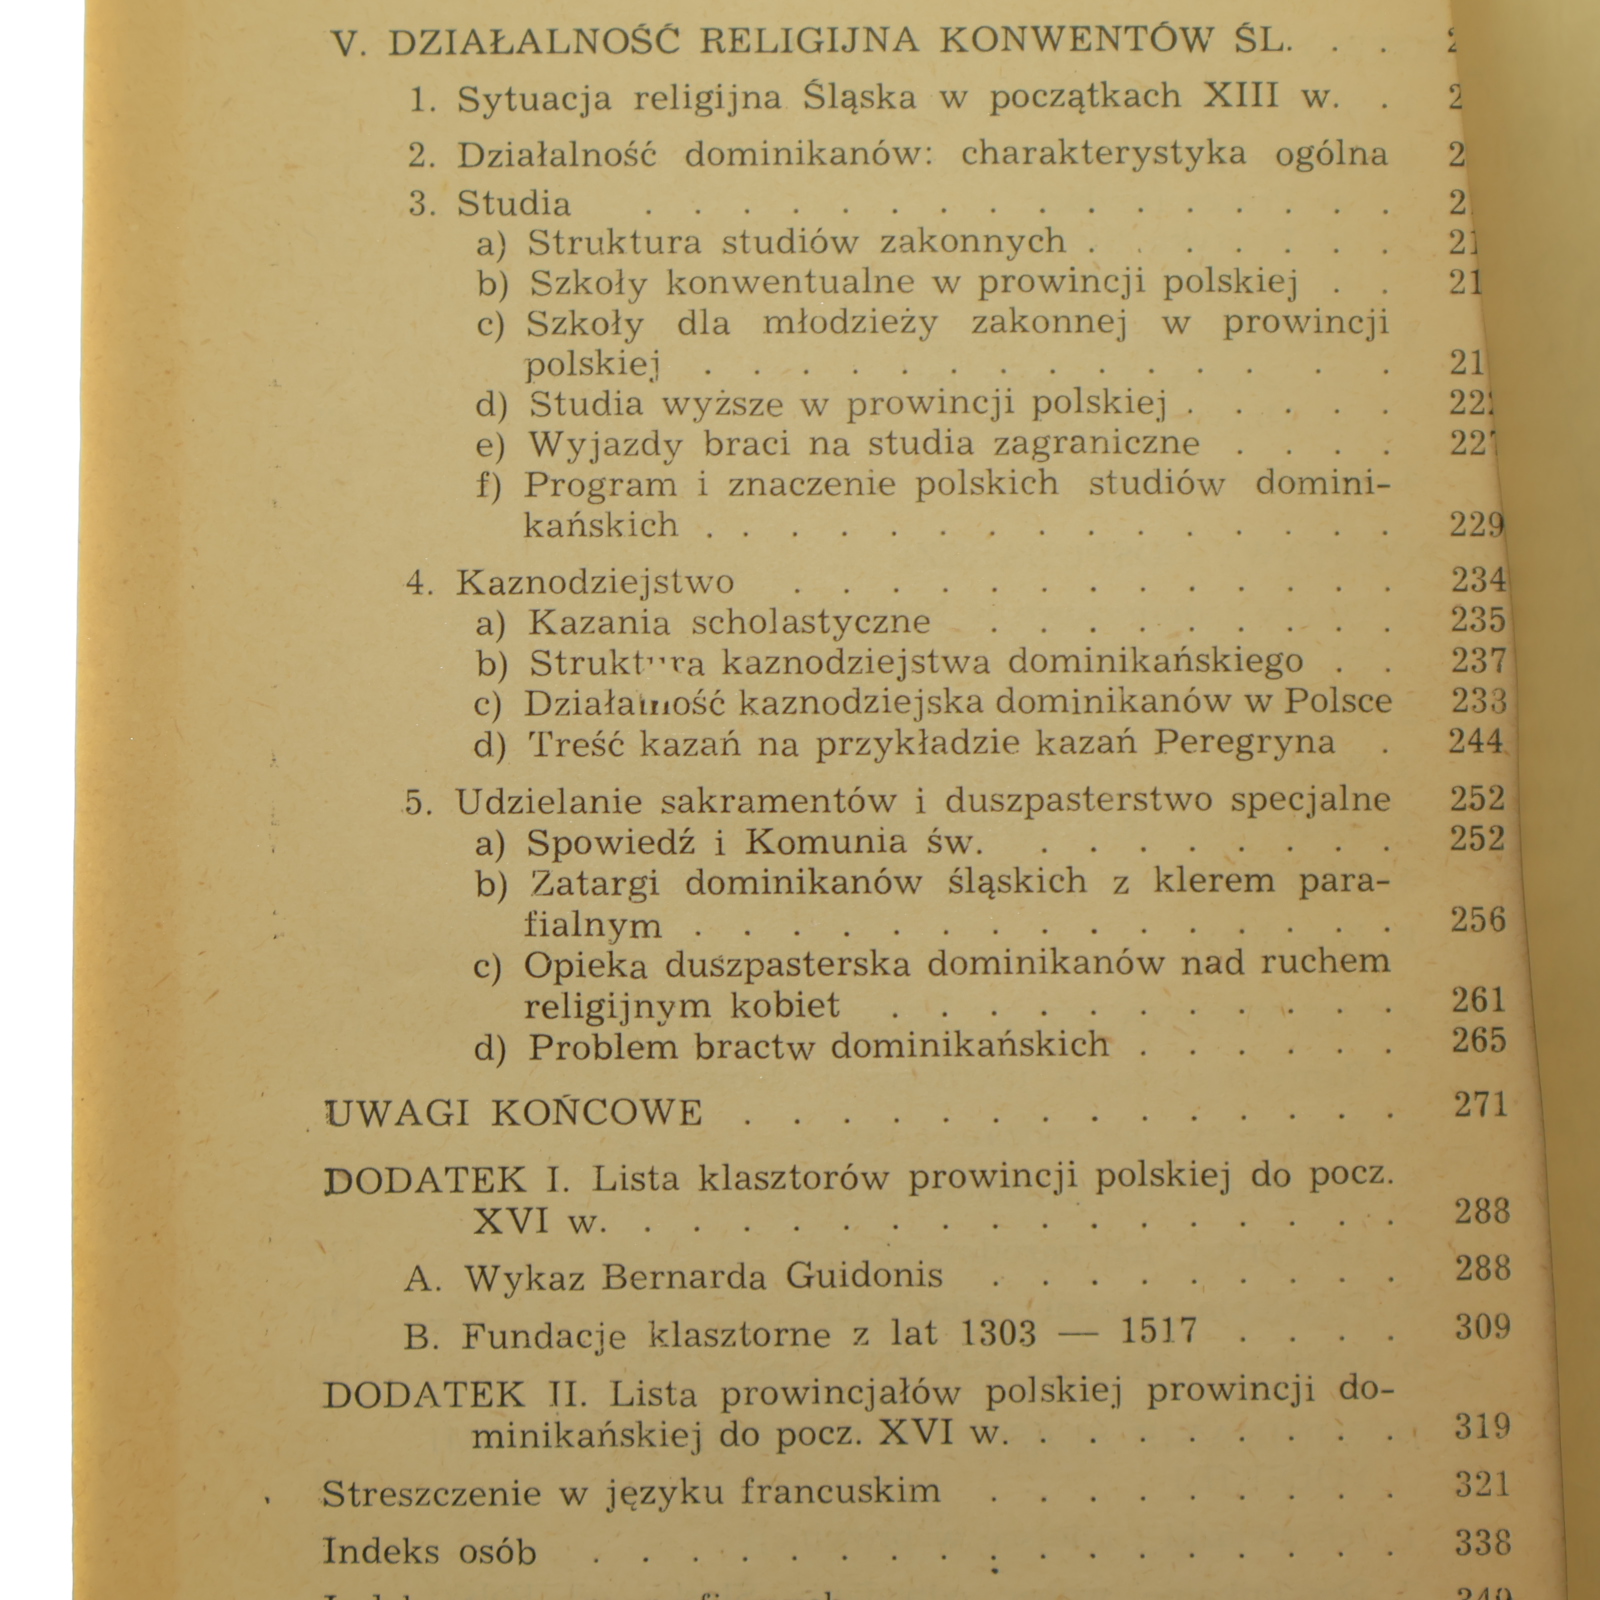 V. DZIAŁALNOŚĆ RELIGIJNA KONWENTÓW ŚL. . .
1. Sytuacja religijna Śląska w początkach XIII w. .
2. Działalność dominikanów: charakterystyka ogólna
3. Studia . . . . . . . . . . . . . . . .
a) Struktura studiów zakonnych . . . . . . .
b) Szkoły konwentualne w prowincji polskiej . .
c) Szkoły dla młodzieży zakonnej w prowincji
polskiej . . . . . . . . . . . . . . .
d) Studia wyższe w prowincji polskiej . . . . .
e) Wyjazdy braci na studia zagraniczne . . . .
f) Program i znaczenie polskich studiów domini-
kańskich . . . . . . . . . . . . . . . 229
4. Kaznodziejstwo . . . . . . . . . . . . . 234
a) Kazania scholastyczne . . . . . . . . . 235
b) Struktura kaznodziejstwa dominikańskiego . . 237
c) Działalność kaznodziejska dominikanów w Polsce 238
d) Treść kazań na przykładzie kazań Peregryna . 244
5. Udzielanie sakramentów i duszpasterstwo specjalne 252
a) Spowiedź i Komunia św. . . . . . . . . 252
b) Zatargi dominikanów śląskich z klerem para-
fialnym . . . . . . . . . . . . . . . 256
c) Opieka duszpasterska dominikanów nad ruchem
religijnym kobiet . . . . . . . . . . . 261
d) Problem bractw dominikańskich . . . . . . 265
UWAGI KOŃCOWE . . . . . . . . . . . . . . 271
DODATEK I. Lista klasztorów prowincji polskiej do pocz.
XVI w. . . . . . . . . . . . . . . . . 288
A. Wykaz Bernarda Guidonis . . . . . . . . . 288
B. Fundacje klasztorne z lat 1303 — 1517 . . . . 309
DODATEK II. Lista prowincjałów polskiej prowincji do-
minikańskiej do pocz. XVI w. . . . . . . . . 319
Streszczenie w języku francuskim . . . . . . . . . 321
Indeks osób . . . . . . . . . . . . . . . . . 338